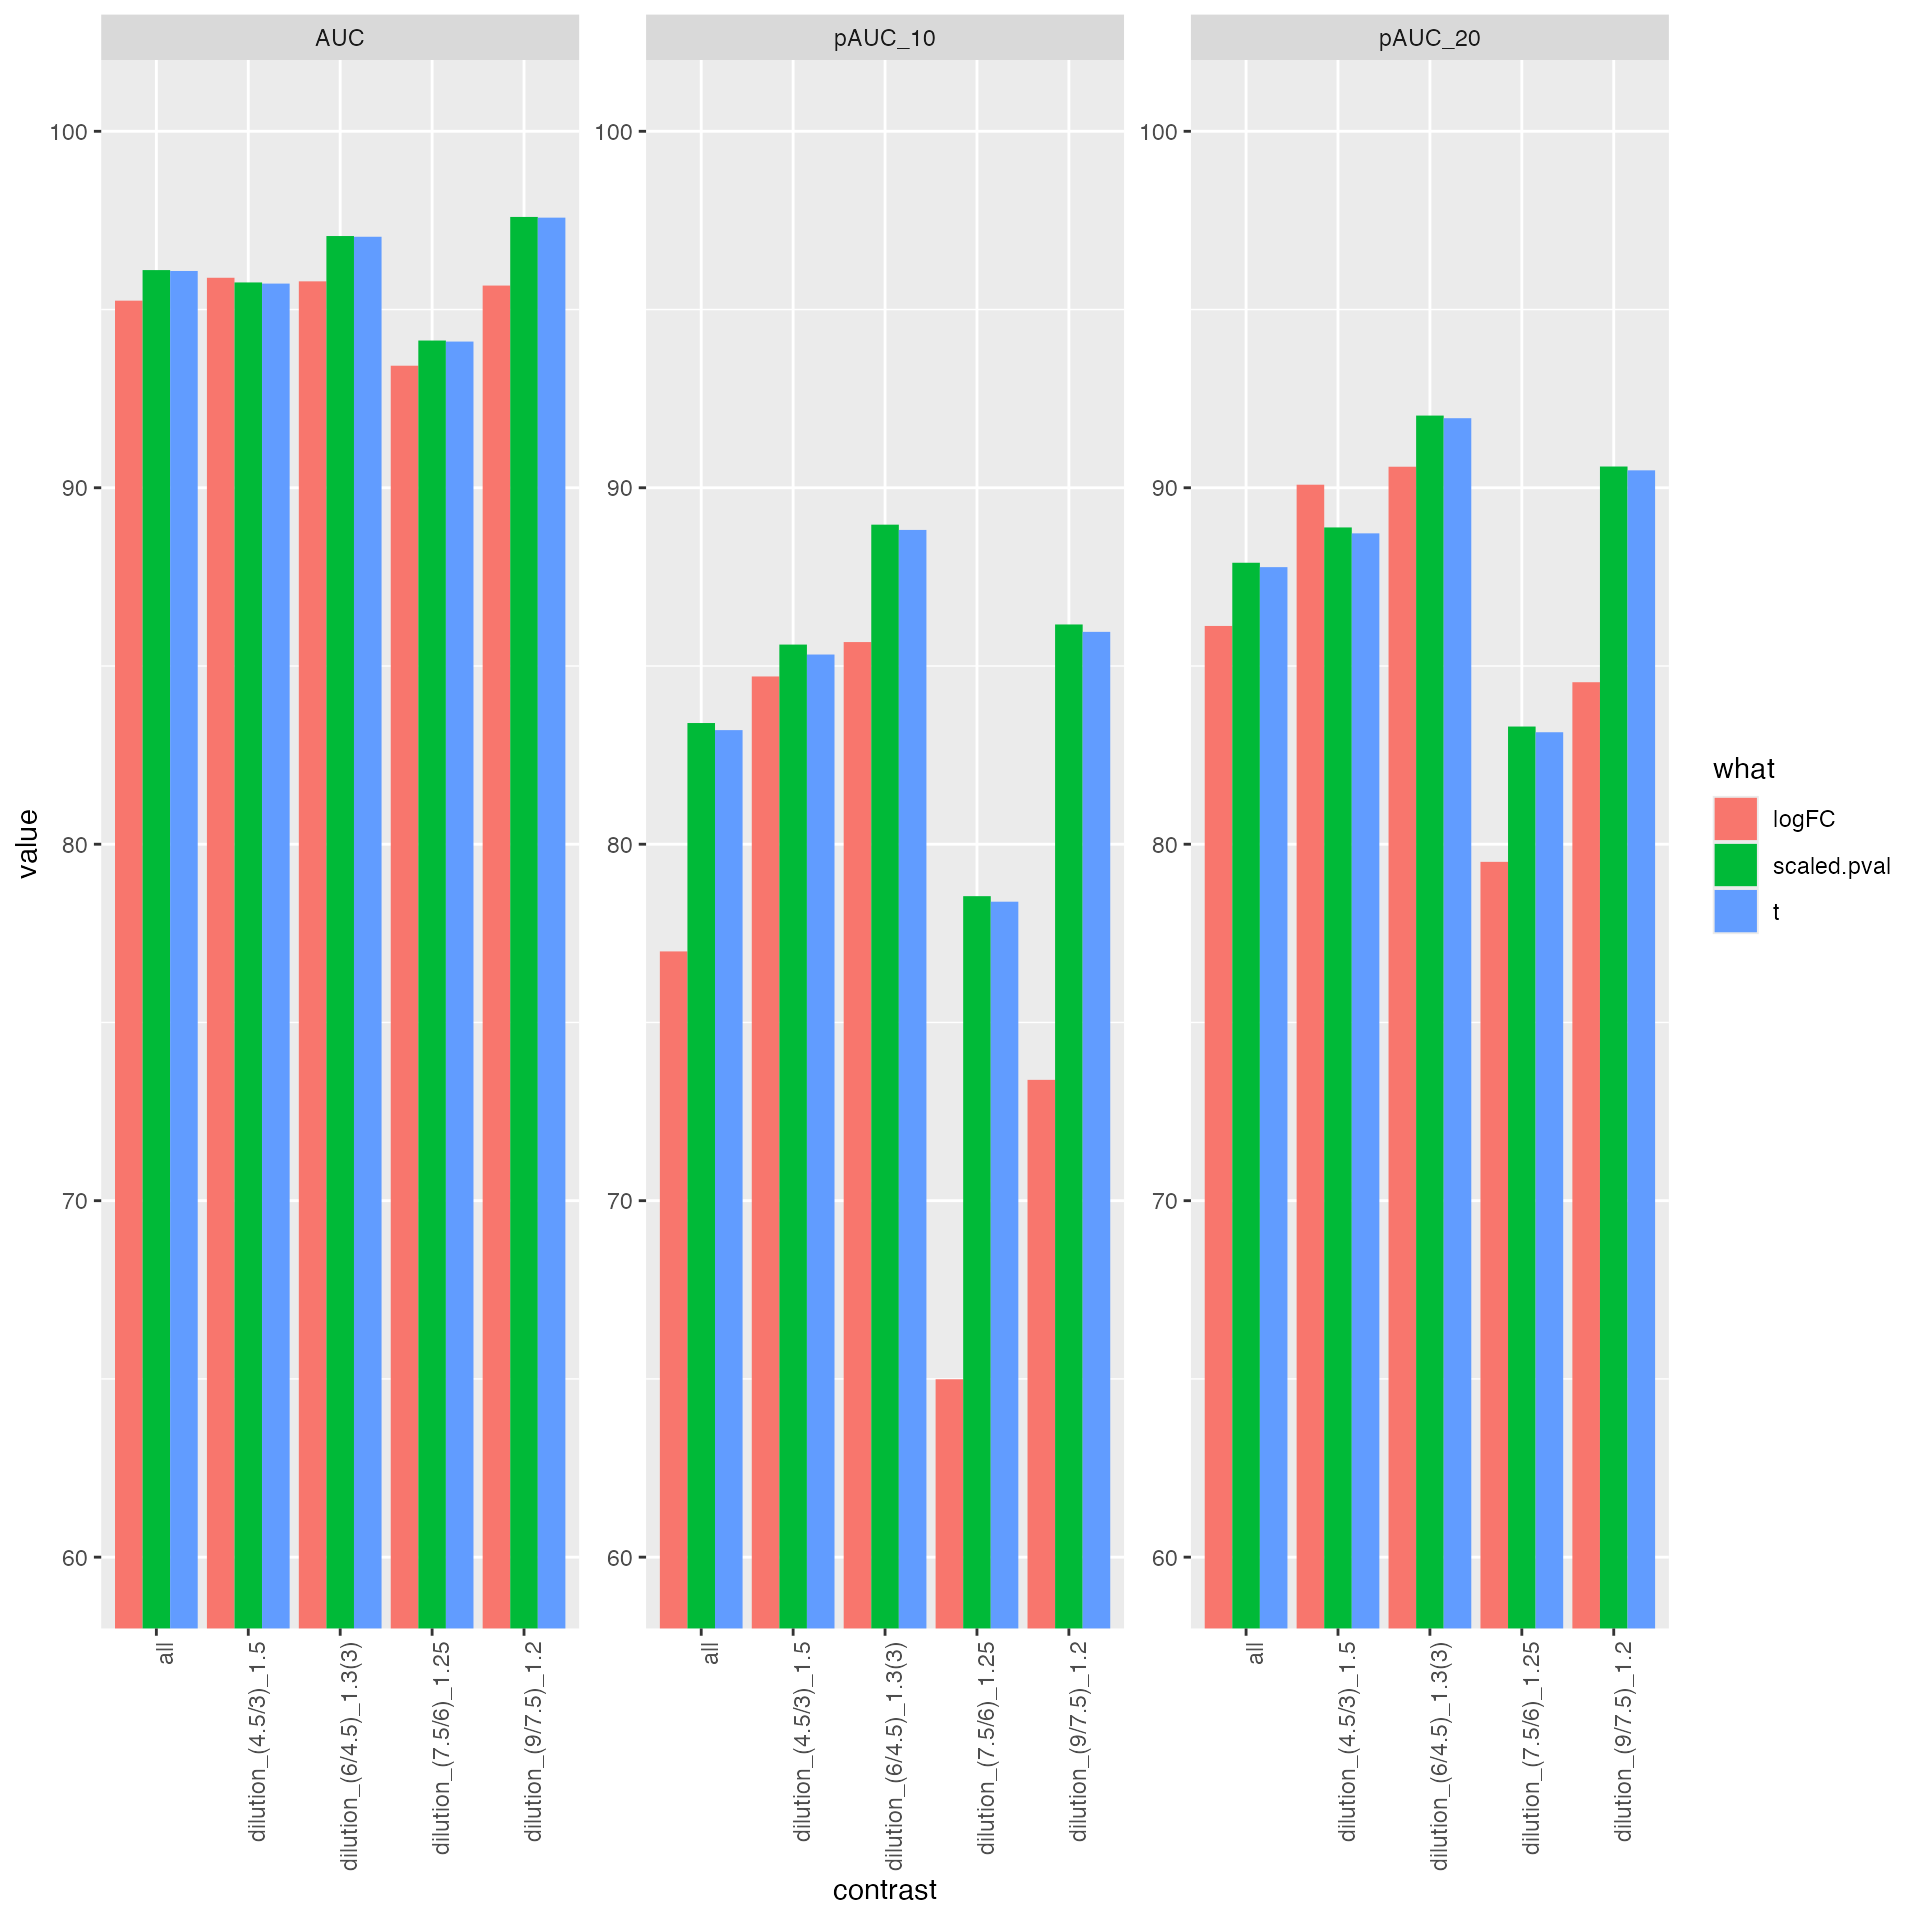 AUC
pAUC_10
pAUC_20
value
100
90
80
70
60
100
90
80
70
60
100
90
80
70
60
all
dilution_(4.5/3)_1.5
dilution_(6/4.5)_1.3(3)
dilution_(7.5/6)_1.25
dilution_(9/7.5)_1.2
all
dilution_(4.5/3)_1.5
dilution_(6/4.5)_1.3(3)
dilution_(7.5/6)_1.25
dilution_(9/7.5)_1.2
all
dilution_(4.5/3)_1.5
dilution_(6/4.5)_1.3(3)
dilution_(7.5/6)_1.25
dilution_(9/7.5)_1.2
contrast
what
logFC
scaled.pval
t